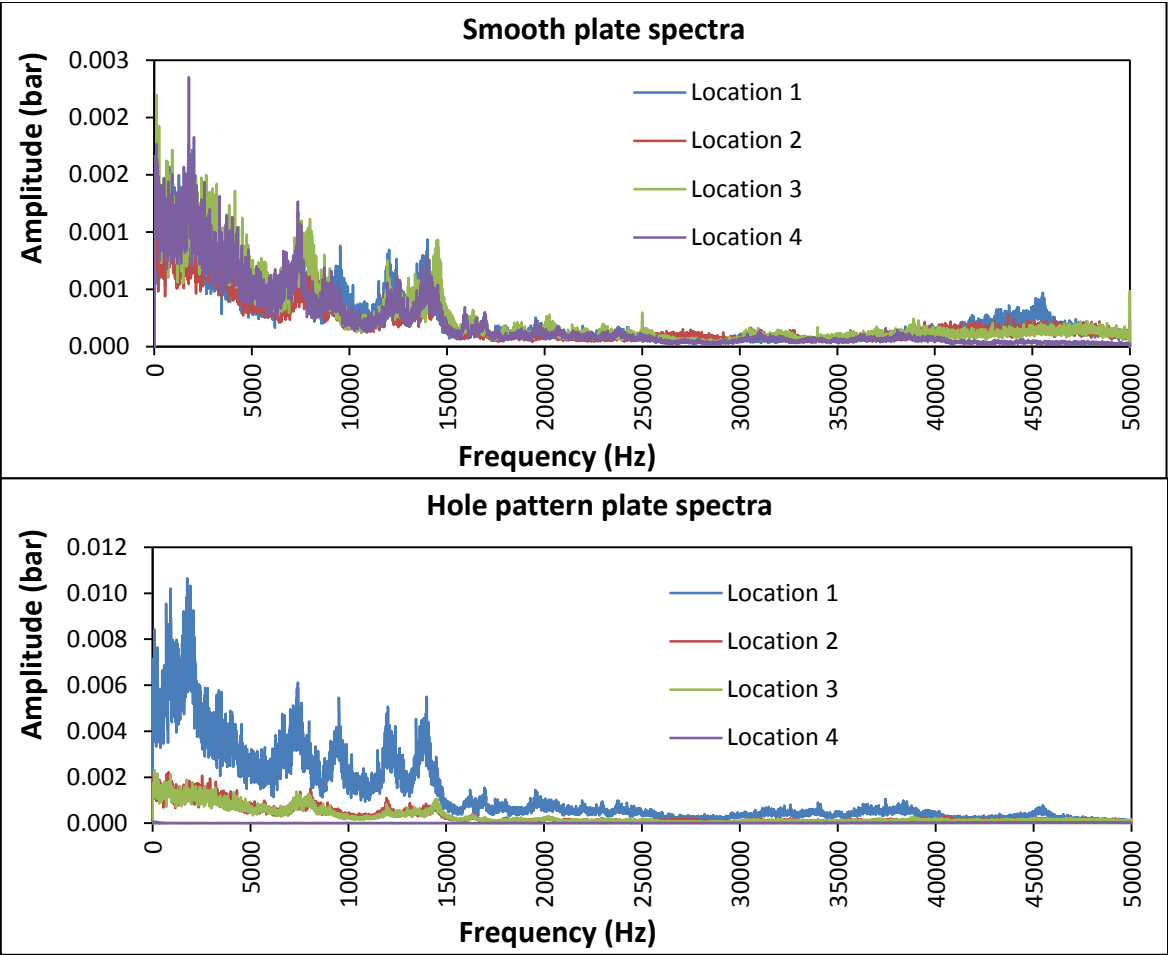 Smooth plate spectra
Amplitude (bar)
0.003
0.002
0.002
0.001
0.001
0.000
Location 1
Location 2
Location 3
Location 4
0
5000
10000
15000
20000
25000
30000
35000
40000
45000
50000
Frequency (Hz)
Hole pattern plate spectra
Amplitude (bar)
0.012
0.010
0.008
0.006
0.004
0.002
0.000
Location 1
Location 2
Location 3
Location 4
0
5000
10000
15000
20000
25000
30000
35000
40000
45000
50000
Frequency (Hz)